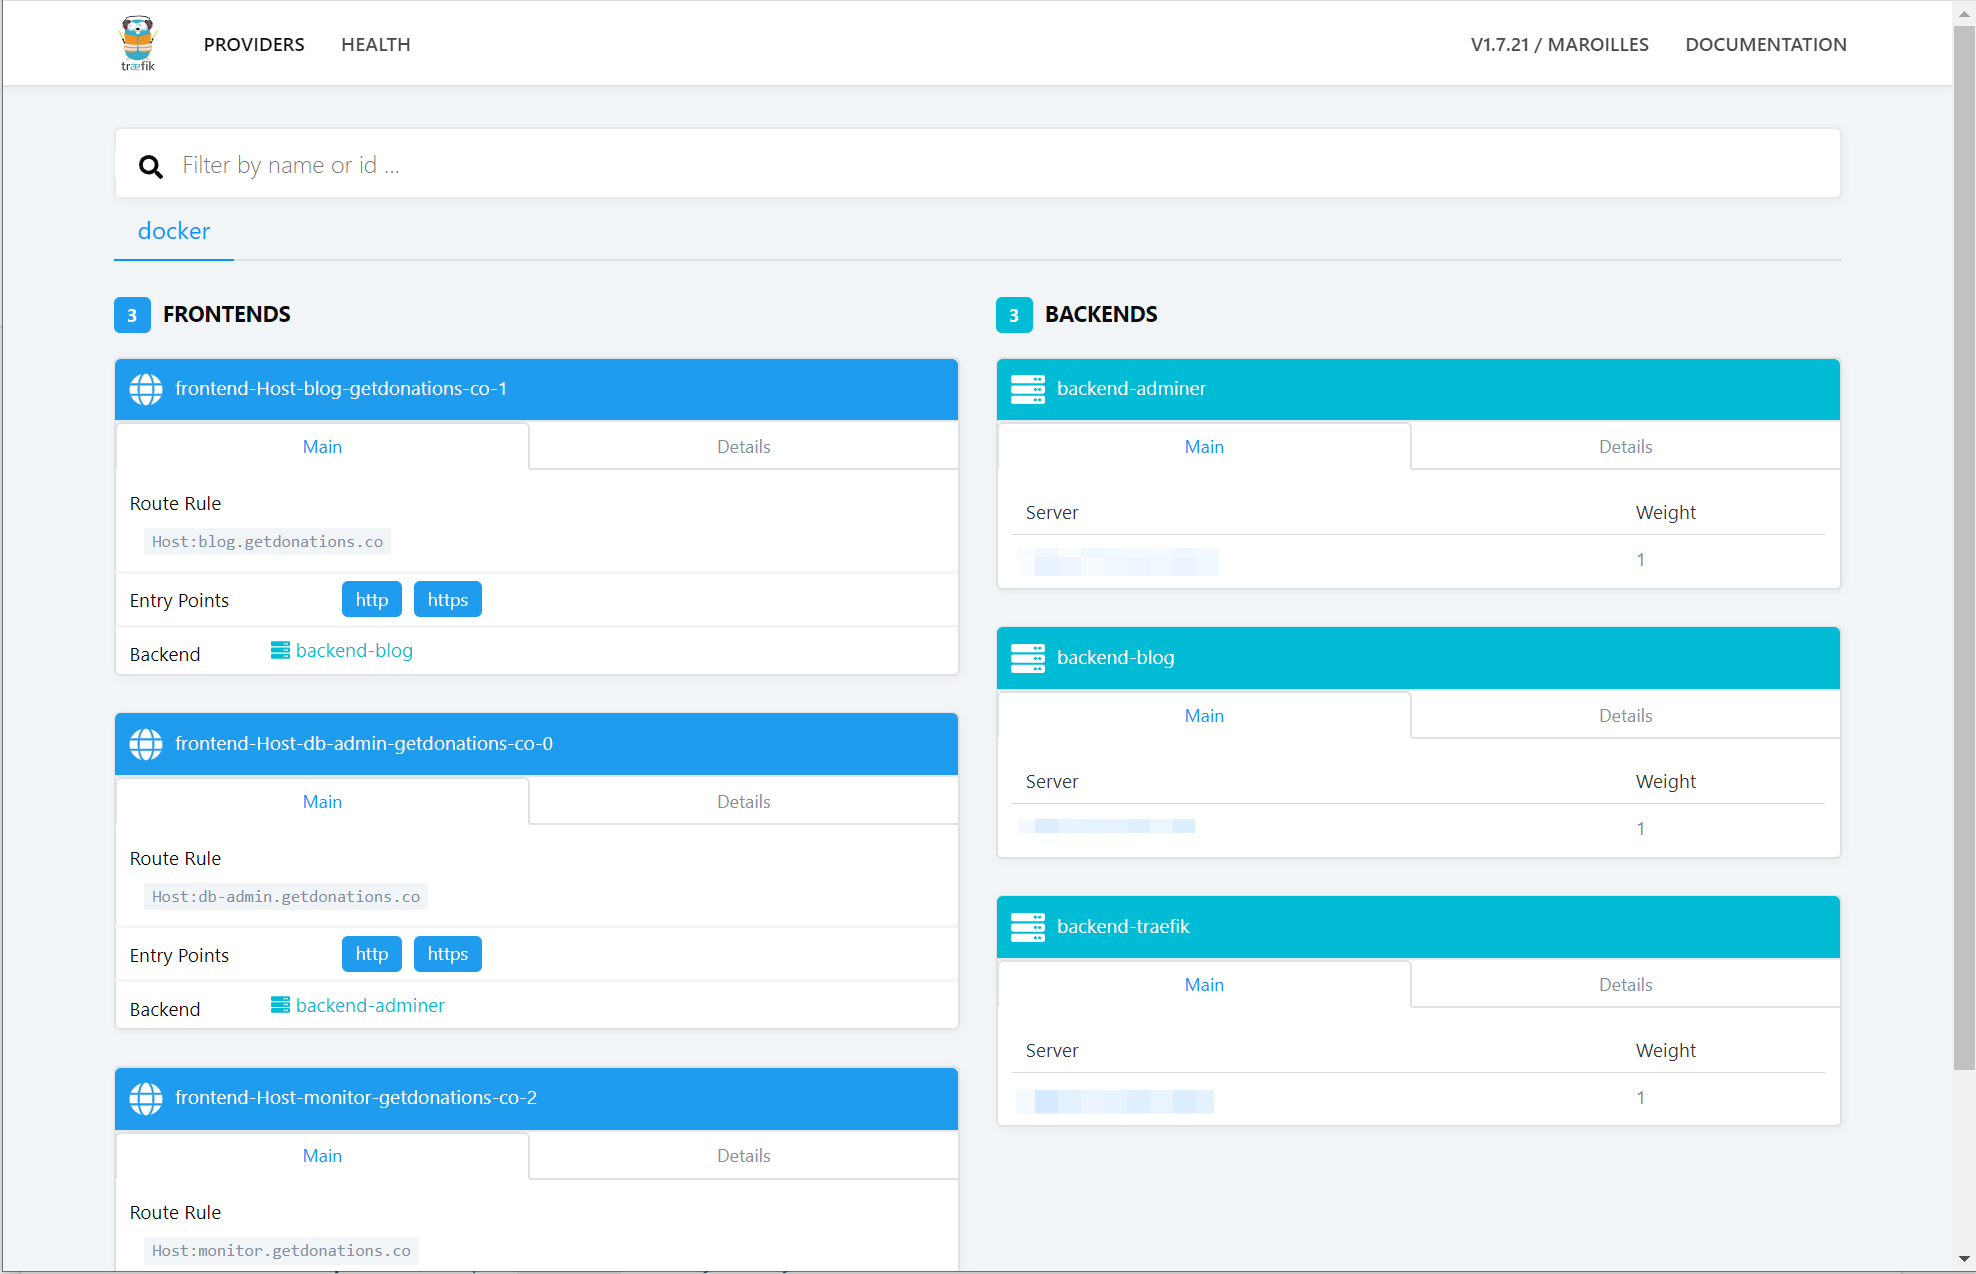 træfik
PROVIDERS
HEALTH
V1.7.21 / MAROILLES
DOCUMENTATION
Filter by name or id ...
docker
3 FRONTENDS
frontend-Host-blog-getdonations-co-1
Main
Details
Route Rule
Host:blog.getdonations.co
Entry Points
http
https
Backend
backend-blog
frontend-Host-db-admin-getdonations-co-0
Main
Details
Route Rule
Host:db-admin.getdonations.co
Entry Points
http
https
Backend
backend-adminer
frontend-Host-monitor-getdonations-co-2
Main
Details
Route Rule
Host:monitor.getdonations.co
3 BACKENDS
backend-adminer
Main
Details
Server
Weight
1
backend-blog
Main
Details
Server
Weight
1
backend-traefik
Main
Details
Server
Weight
1